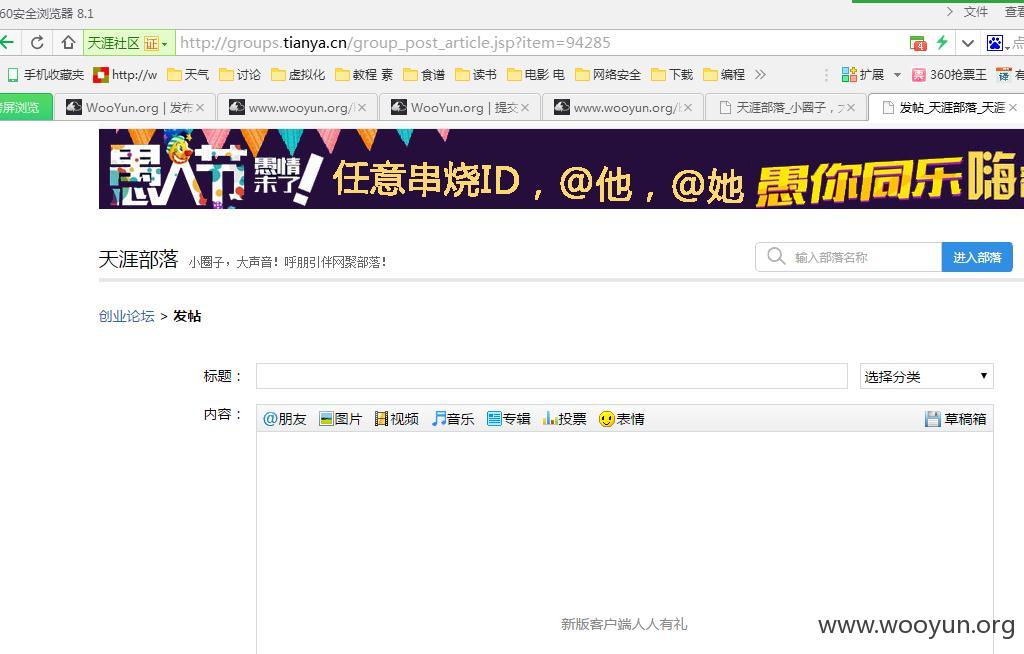 60安全浏览器 8.1 文件 查看
天涯社区 证 http://groups.tianya.cn/group_post_article.jsp?item=94285 4
手机收藏夹 http://w 天气 讨论 虚拟化 教程 素 食谱 读书 电影 电 网络安全 下载 编程 扩展 360抢票王
屏浏览 WooYun.org | 发布 www.wooyun.org/ WooYun.org | 提交 www.wooyun.org/ 天涯部落_小圈子， 发帖_天涯部落_天涯
愚人节 愚情来了! 任意串烧ID，@他，@她 愚你同乐 嗨
天涯部落 小圈子，大声音！呼朋引伴网聚部落！ 输入部落名称 进入部落
创业论坛 > 发帖
标题： 选择分类
内容： @朋友 图片 视频 音乐 专辑 投票 表情 草稿箱
新版客户端人人有礼
www.wooyun.org